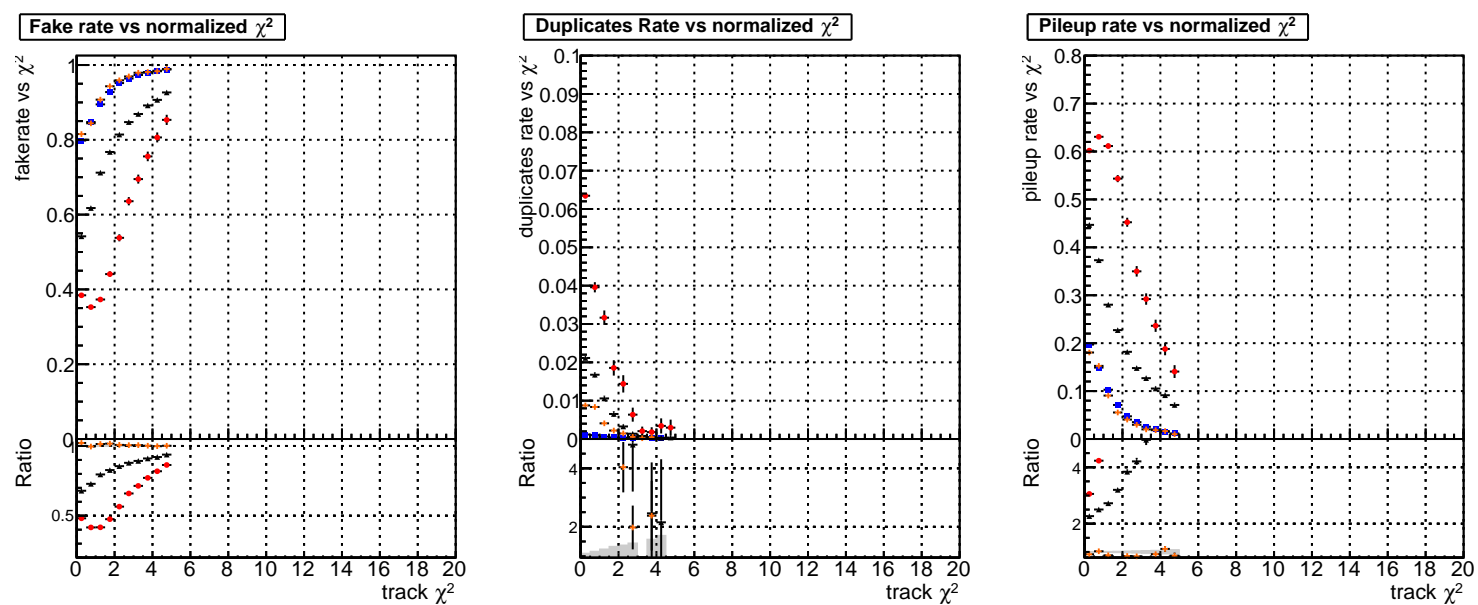 Fake rate vs normalized χ²
fakerate vs χ²
1
0.8
0.6
0.4
0.2
0
Ratio
1
0.5
0 2 4 6 8 10 12 14 16 18 20
track χ²
Duplicates Rate vs normalized χ²
duplicates rate vs χ²
0.1
0.09
0.08
0.07
0.06
0.05
0.04
0.03
0.02
0.01
0
Ratio
4
2
0 2 4 6 8 10 12 14 16 18 20
track χ²
Pileup rate vs normalized χ²
pileup rate vs χ²
0.8
0.7
0.6
0.5
0.4
0.3
0.2
0.1
0
Ratio
4
2
0 2 4 6 8 10 12 14 16 18 20
track χ²